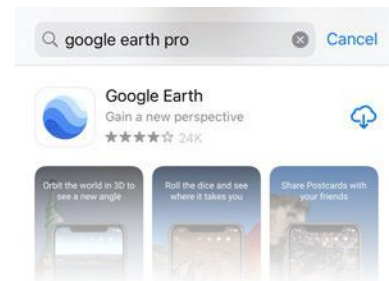 google earth pro
Cancel
Google Earth
Gain a new perspective
24K
Orbit the world in 3D to
see a new angle
Roll the dice and see
where it takes you
Share Postcards with
your friends